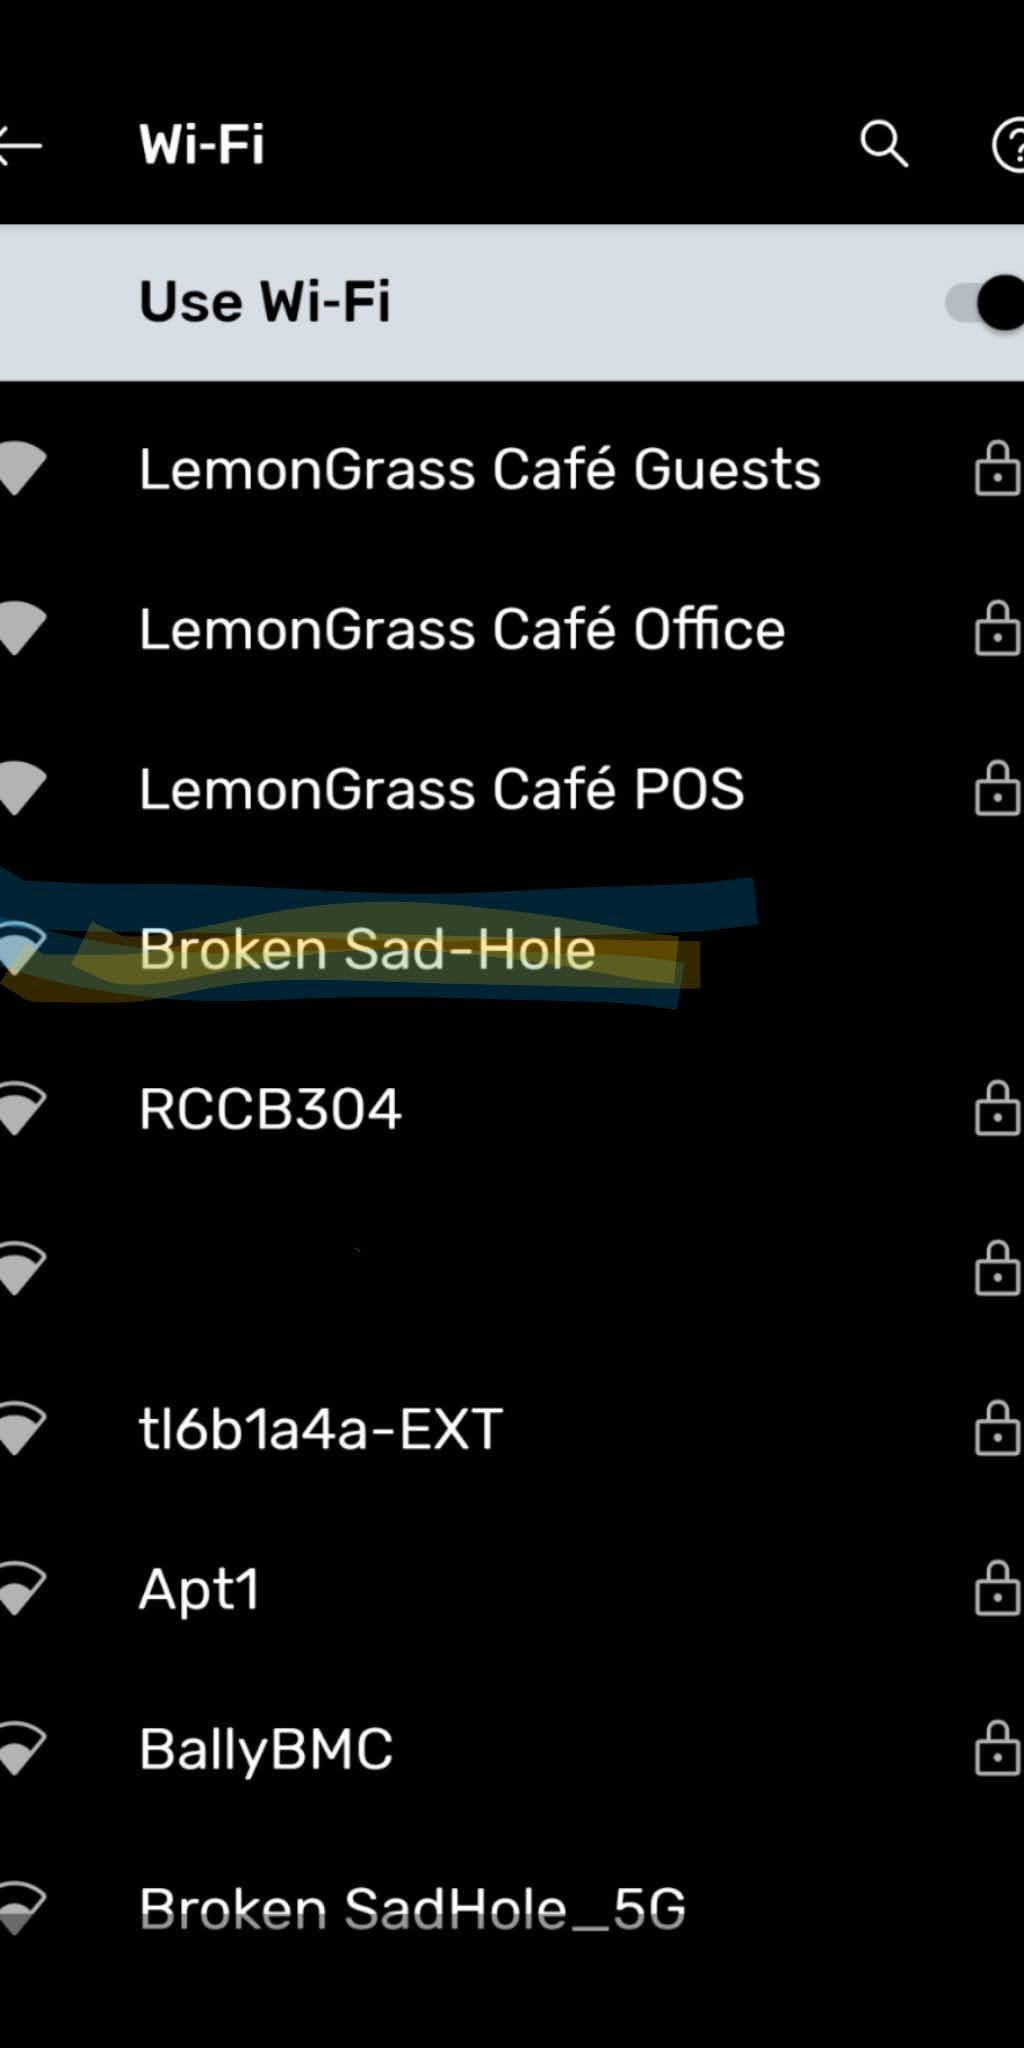 Wi-Fi
Use Wi-Fi
LemonGrass Café Guests
LemonGrass Café Office
LemonGrass Café POS
Broken Sad-Hole
RCCB304
tl6b1a4a-EXT
Apt1
BallyBMC
Broken SadHole_5G